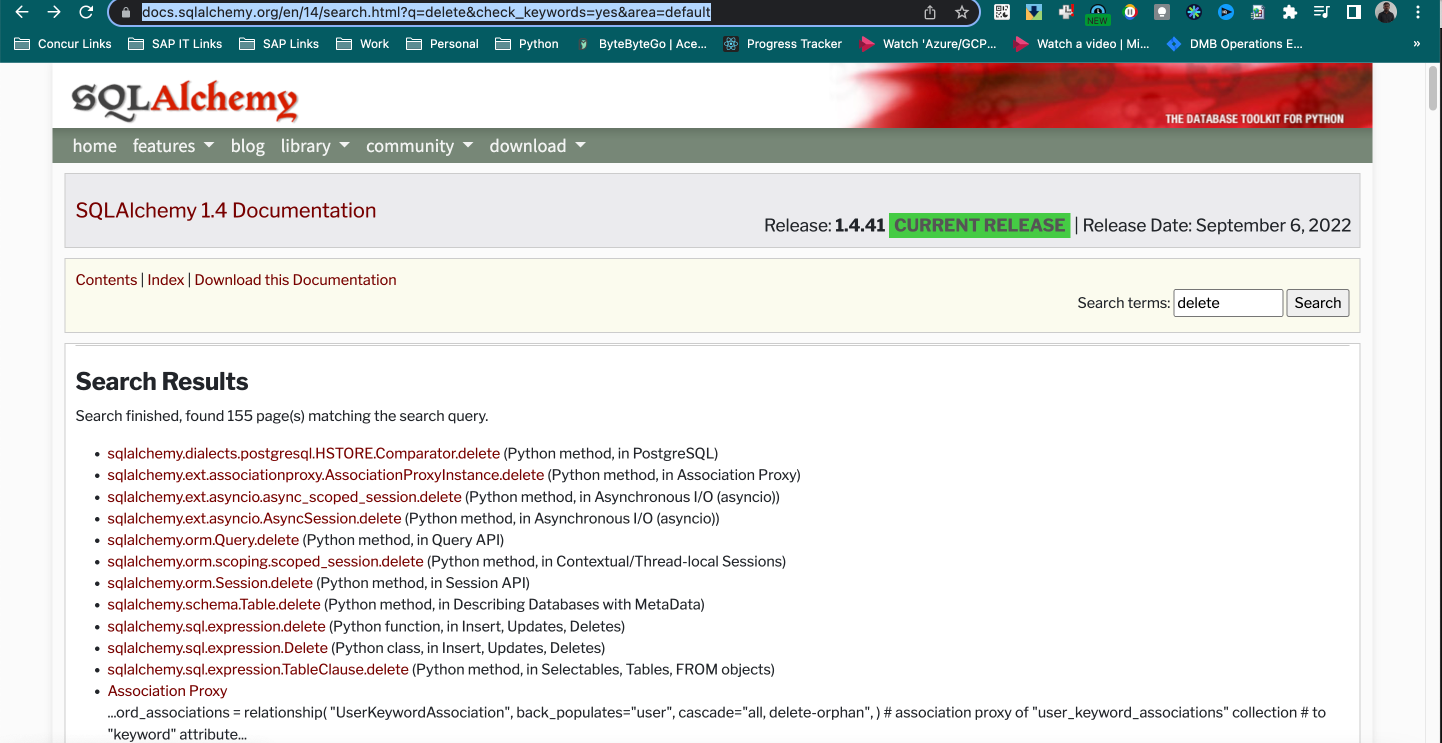 docs.sqlalchemy.org/en/14/search.html?q=delete&check_keywords=yes&area=default
NEW
Concur Links SAP IT Links SAP Links Work Personal Python ByteByteGo | Ace... Progress Tracker Watch 'Azure/GCP... Watch a video | Mi... DMB Operations E... »
SQLAlchemy
THE DATABASE TOOLKIT FOR PYTHON
home features blog library community download
SQLAlchemy 1.4 Documentation
Release: 1.4.41 CURRENT RELEASE | Release Date: September 6, 2022
Contents | Index | Download this Documentation
Search terms: delete Search
Search Results
Search finished, found 155 page(s) matching the search query.
• sqlalchemy.dialects.postgresql.HSTORE.Comparator.delete (Python method, in PostgreSQL)
• sqlalchemy.ext.associationproxy.AssociationProxyInstance.delete (Python method, in Association Proxy)
• sqlalchemy.ext.asyncio.async_scoped_session.delete (Python method, in Asynchronous I/O (asyncio))
• sqlalchemy.ext.asyncio.AsyncSession.delete (Python method, in Asynchronous I/O (asyncio))
• sqlalchemy.orm.Query.delete (Python method, in Query API)
• sqlalchemy.orm.scoping.scoped_session.delete (Python method, in Contextual/Thread-local Sessions)
• sqlalchemy.orm.Session.delete (Python method, in Session API)
• sqlalchemy.schema.Table.delete (Python method, in Describing Databases with MetaData)
• sqlalchemy.sql.expression.delete (Python function, in Insert, Updates, Deletes)
• sqlalchemy.sql.expression.Delete (Python class, in Insert, Updates, Deletes)
• sqlalchemy.sql.expression.TableClause.delete (Python method, in Selectables, Tables, FROM objects)
• Association Proxy
...ord_associations = relationship( "UserKeywordAssociation", back_populates="user", cascade="all, delete-orphan", ) # association proxy of "user_keyword_associations" collection # to
"keyword" attribute...